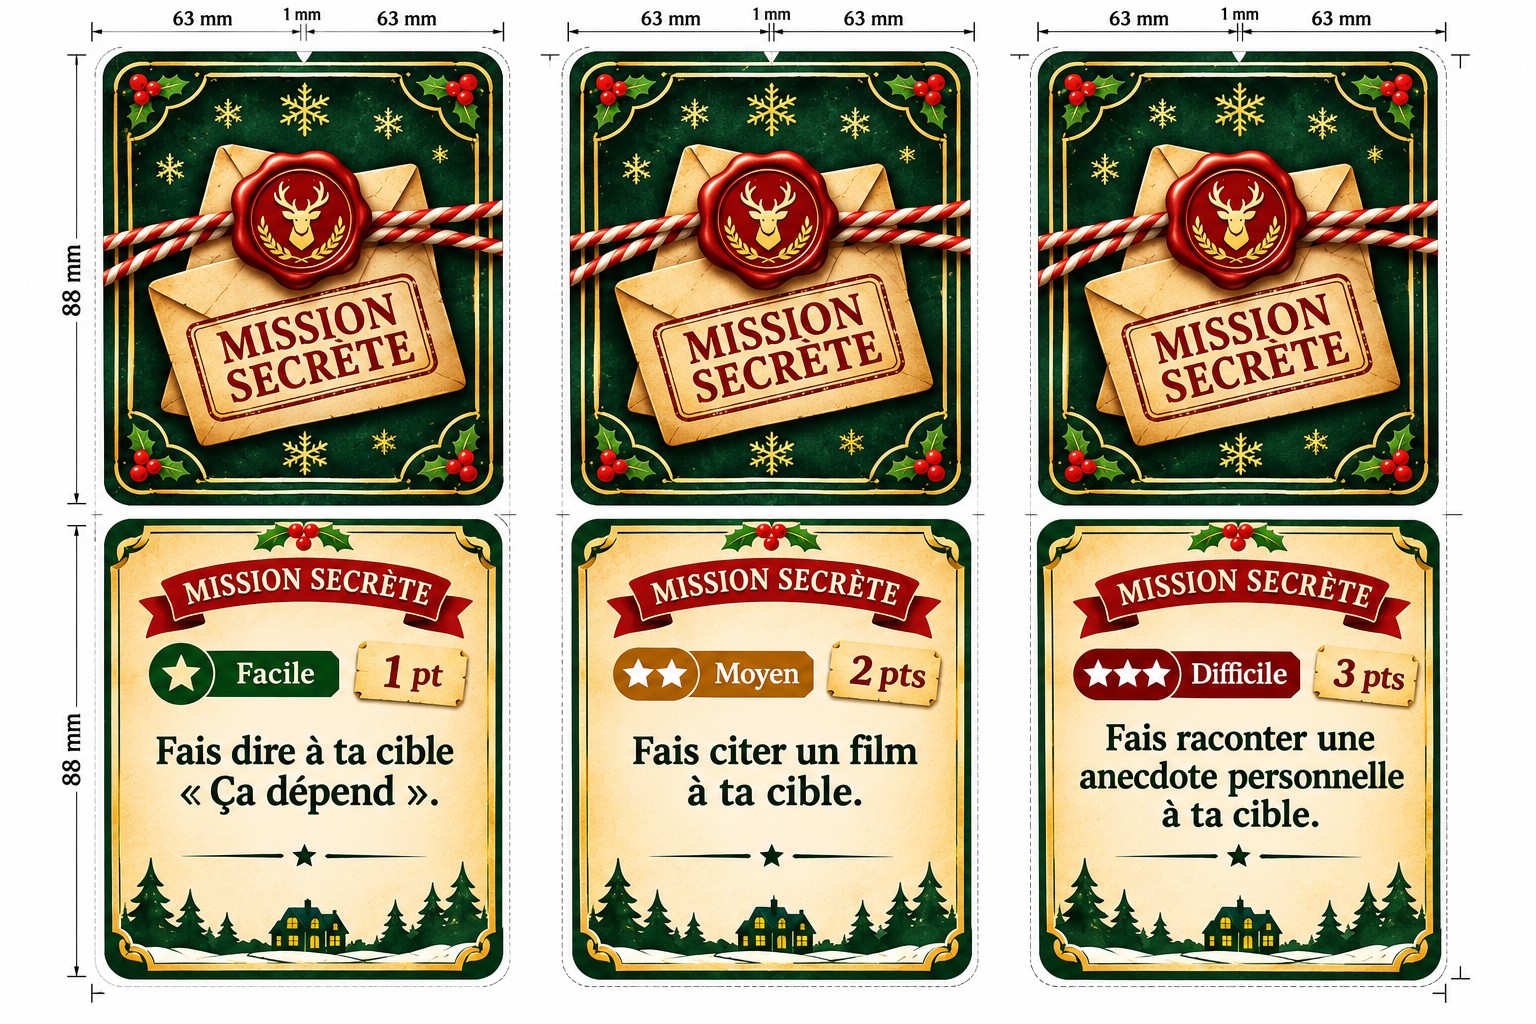 63 mm 1 mm 63 mm
63 mm 1 mm 63 mm
63 mm 1 mm 63 mm
88 mm
MISSION
SECRÈTE
MISSION
SECRÈTE
MISSION
SECRÈTE
88 mm
MISSION SECRÈTE
Facile
1 pt
Fais dire à ta cible
« Ça dépend ».
MISSION SECRÈTE
Moyen
2 pts
Fais citer un film
à ta cible.
MISSION SECRÈTE
Difficile
3 pts
Fais raconter une
anecdote personnelle
à ta cible.